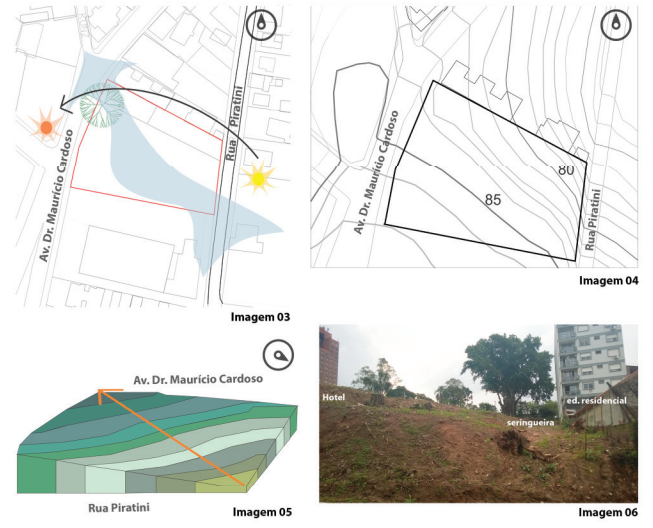 Av. Dr. Maurício Cardoso
Rua Piratini
Imagem 03
Av. Dr. Maurício Cardoso
85
80
Rua Piratini
Imagem 04
Av. Dr. Maurício Cardoso
Rua Piratini
Imagem 05
Hotel
seringueira
ed. residencial
Imagem 06